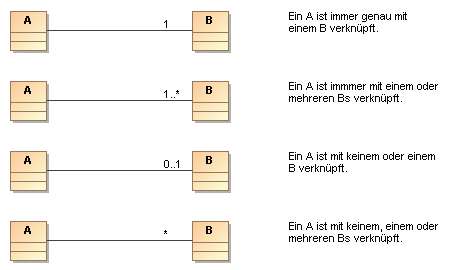 A B Ein A ist immer genau mit
1 einem B verknüpft.
A B Ein A ist immmer mit einem oder
1..* mehreren Bs verknüpft.
A B Ein A ist mit keinem oder einem
0..1 B verknüpft.
A B Ein A ist mit keinem, einem oder
* mehreren Bs verknüpft.